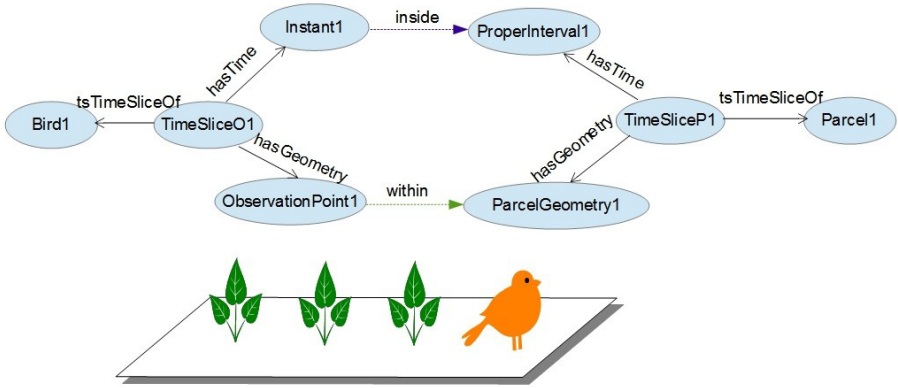 Instant1
inside
ProperInterval1
hasTime
hasTime
tsTimeSliceOf
tsTimeSliceOf
Bird1
TimeSliceO1
TimeSliceP1
Parcel1
hasGeometry
hasGeometry
ObservationPoint1
within
ParcelGeometry1